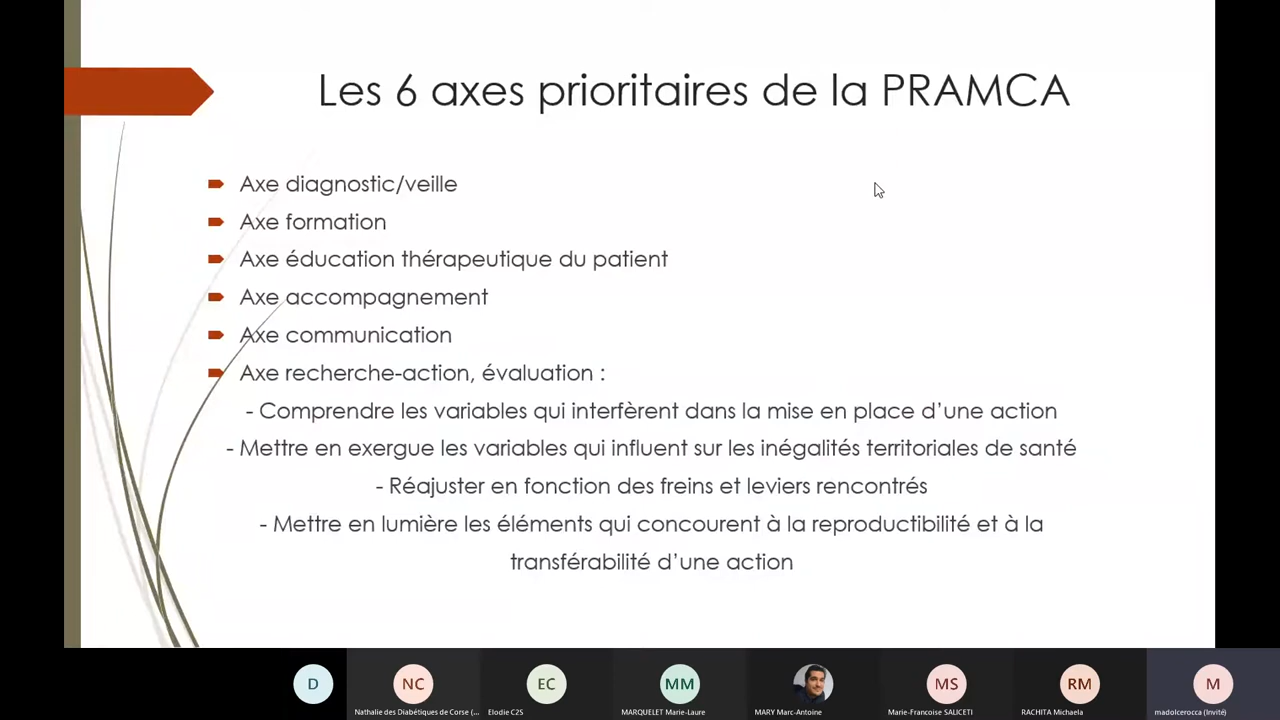 Les 6 axes prioritaires de la PRAMCA
Axe diagnostic/veille
Axe formation
Axe éducation thérapeutique du patient
Axe accompagnement
Axe communication
Axe recherche-action, évaluation :
- Comprendre les variables qui interfèrent dans la mise en place d’une action
- Mettre en exergue les variables qui influent sur les inégalités territoriales de santé
- Réajuster en fonction des freins et leviers rencontrés
- Mettre en lumière les éléments qui concourent à la reproductibilité et à la
transférabilité d’une action
D
NC
EC
MM
MS
RM
M
Nathalie des Diabétiques de Corse (...
Elodie C2S
MARQUELET Marie-Laure
MARY Marc-Antoine
Marie-Francoise SALICETI
RACHITA Michaela
madolcerocca (Invité)